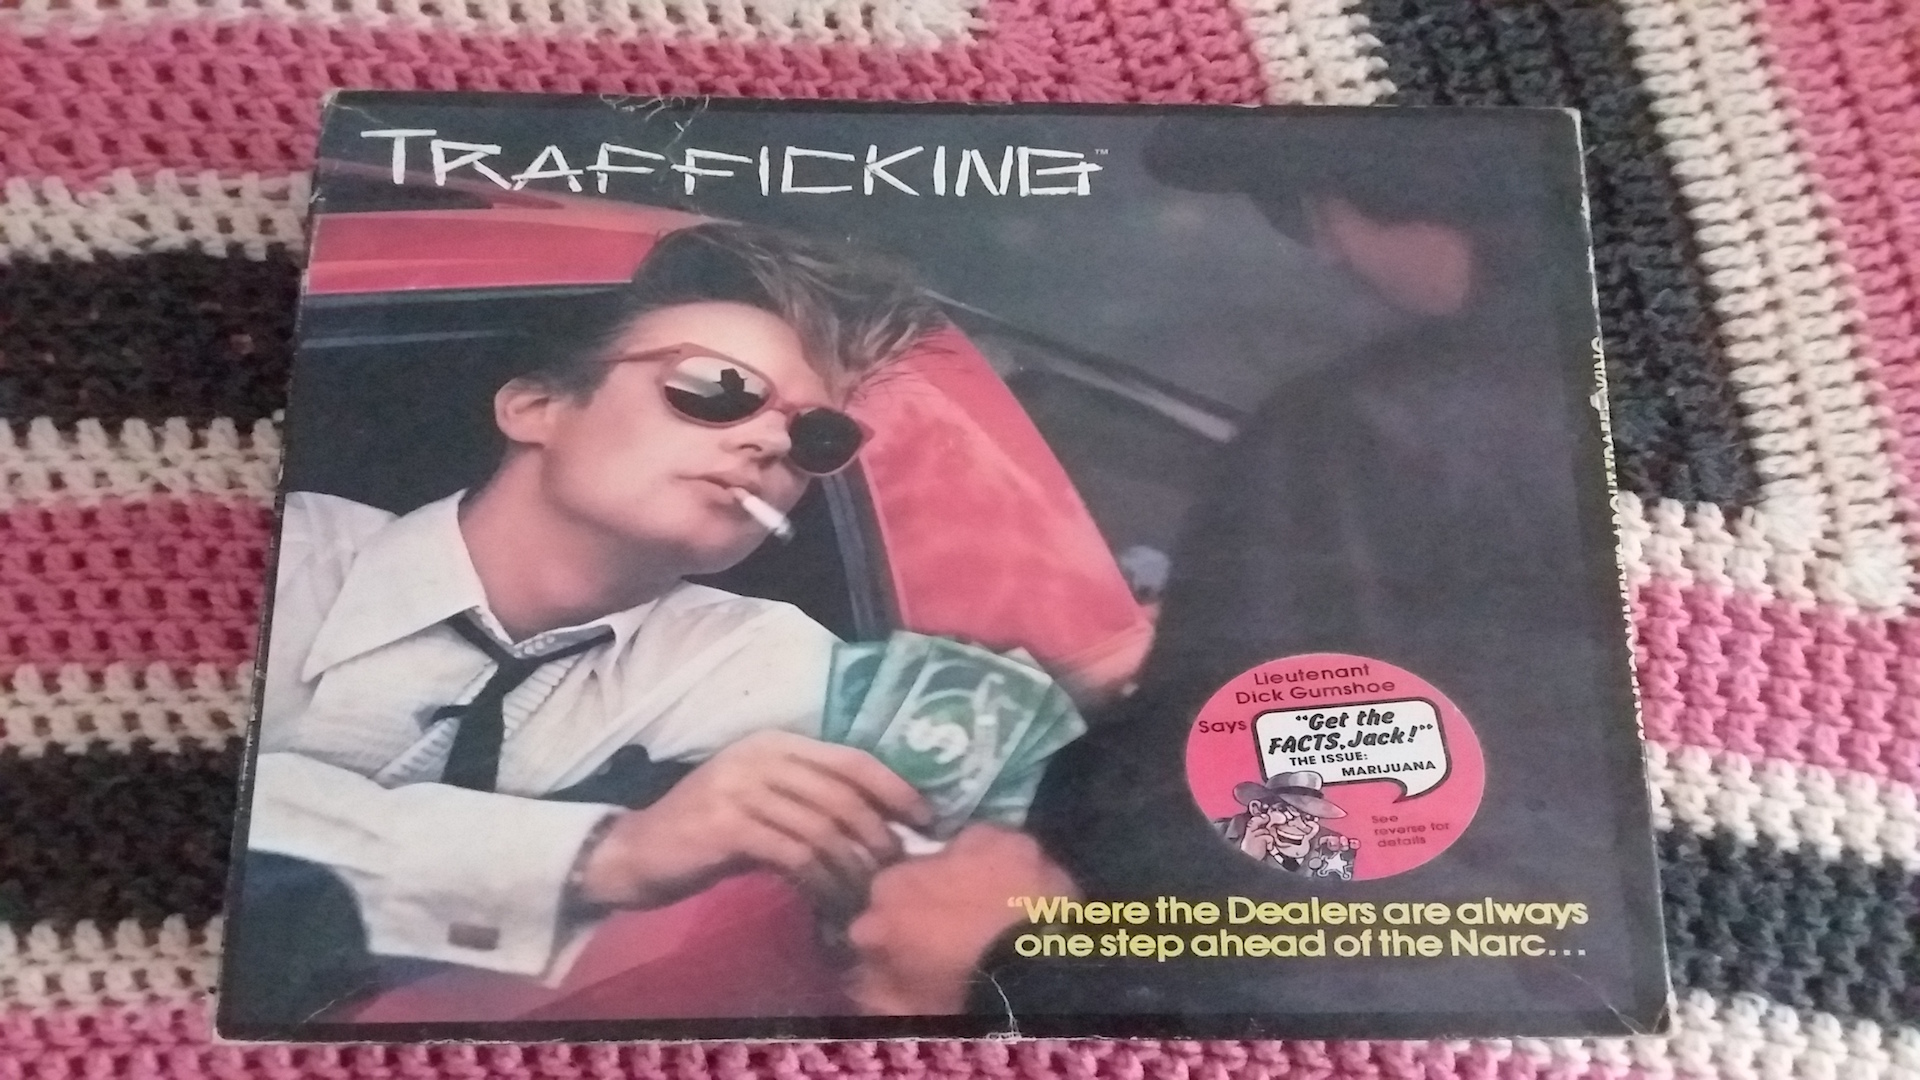 TRAFFICKING™
Lieutenant
Dick Gumshoe
Says
"Get the
FACTS, Jack!"
THE ISSUE:
MARIJUANA
See
reverse for
details
"Where the Dealers are always
one step ahead of the Narc...
$